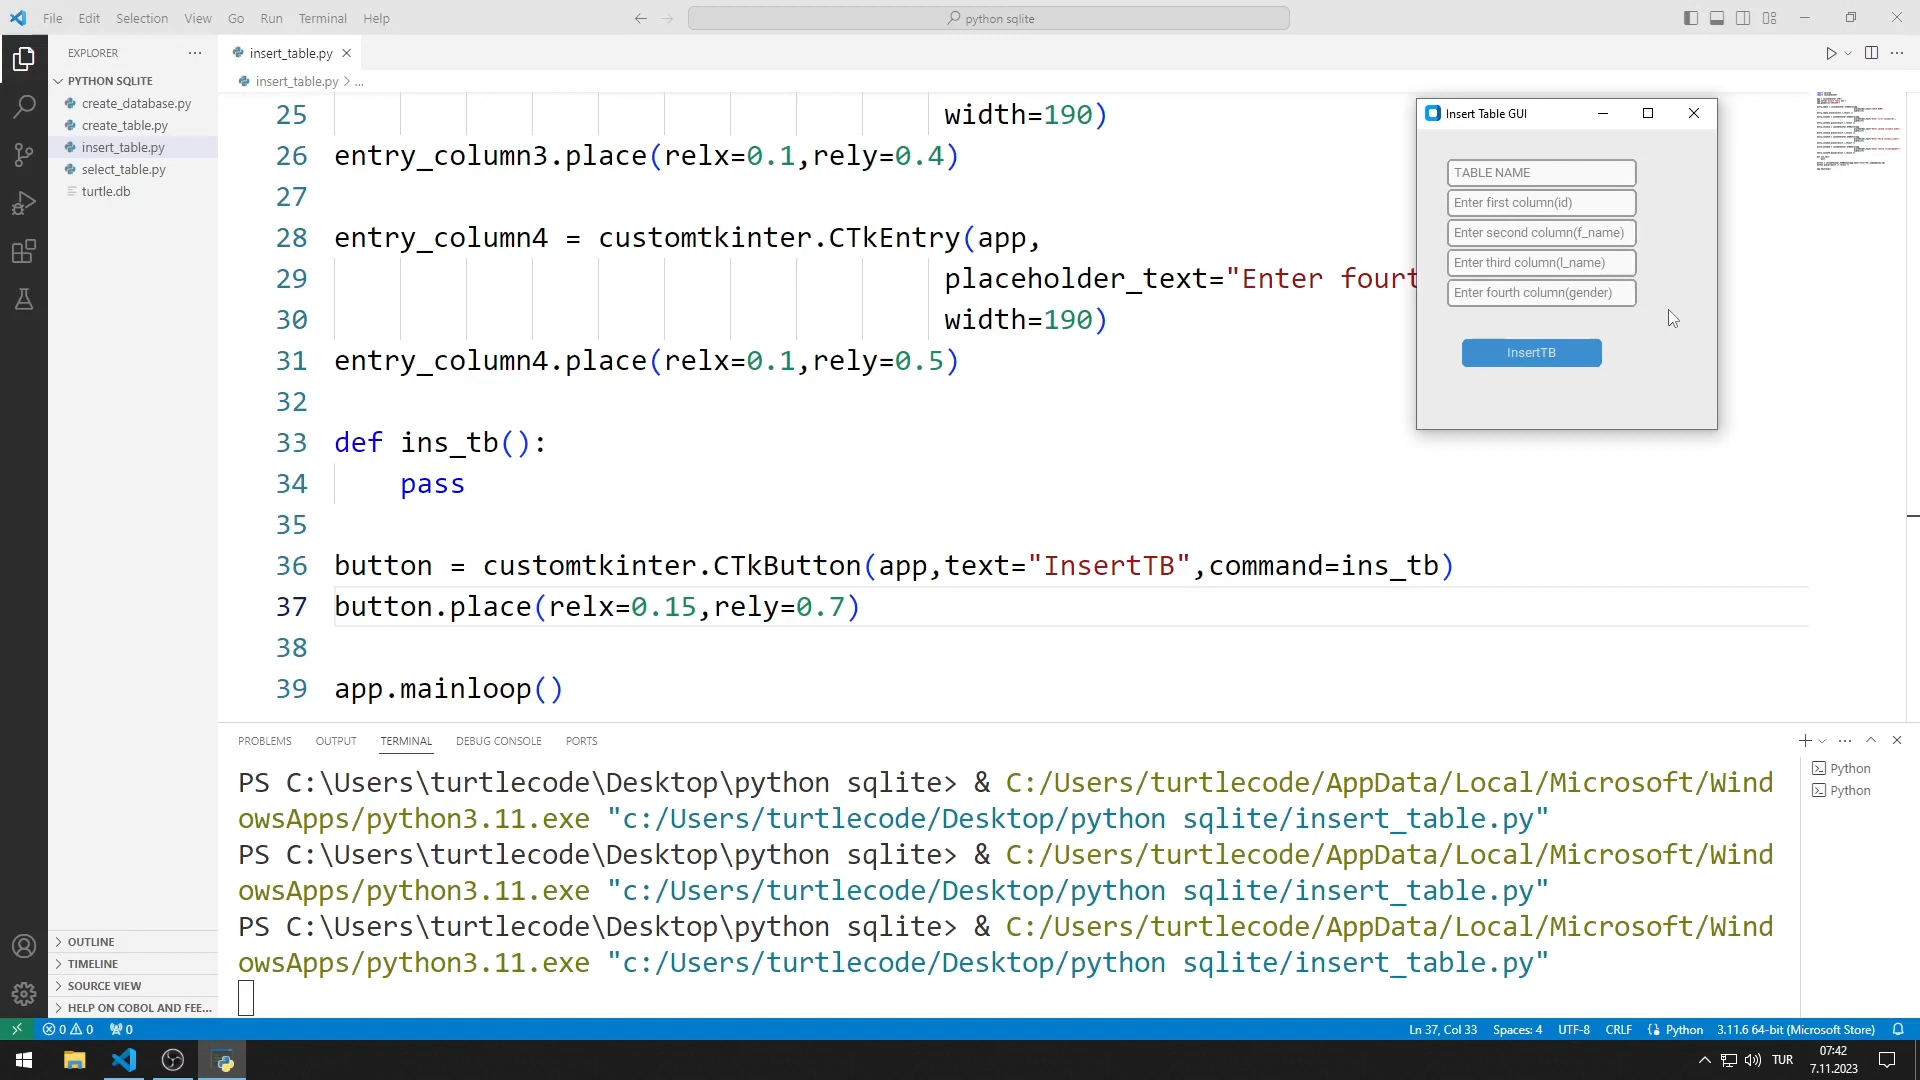 File Edit Selection View Go Run Terminal Help
python sqlite
EXPLORER
PYTHON SQLITE
create_database.py
create_table.py
insert_table.py
select_table.py
turtle.db
OUTLINE
TIMELINE
SOURCE VIEW
HELP ON COBOL AND FEE...
insert_table.py
insert_table.py > ...
25 width=190)
26 entry_column3.place(relx=0.1,rely=0.4)
27
28 entry_column4 = customtkinter.CTkEntry(app,
29 placeholder_text="Enter fourt
30 width=190)
31 entry_column4.place(relx=0.1,rely=0.5)
32
33 def ins_tb():
34 pass
35
36 button = customtkinter.CTkButton(app,text="InsertTB",command=ins_tb)
37 button.place(relx=0.15,rely=0.7)
38
39 app.mainloop()
Insert Table GUI
TABLE NAME
Enter first column(id)
Enter second column(f_name)
Enter third column(l_name)
Enter fourth column(gender)
InsertTB
PROBLEMS OUTPUT TERMINAL DEBUG CONSOLE PORTS
PS C:\Users\turtlecode\Desktop\python sqlite> & C:/Users/turtlecode/AppData/Local/Microsoft/Wind
owsApps/python3.11.exe "c:/Users/turtlecode/Desktop/python sqlite/insert_table.py"
PS C:\Users\turtlecode\Desktop\python sqlite> & C:/Users/turtlecode/AppData/Local/Microsoft/Wind
owsApps/python3.11.exe "c:/Users/turtlecode/Desktop/python sqlite/insert_table.py"
PS C:\Users\turtlecode\Desktop\python sqlite> & C:/Users/turtlecode/AppData/Local/Microsoft/Wind
owsApps/python3.11.exe "c:/Users/turtlecode/Desktop/python sqlite/insert_table.py"
Python
Python
0 0 0
Ln 37, Col 33 Spaces: 4 UTF-8 CRLF Python 3.11.6 64-bit (Microsoft Store)
TUR
07:42
7.11.2023